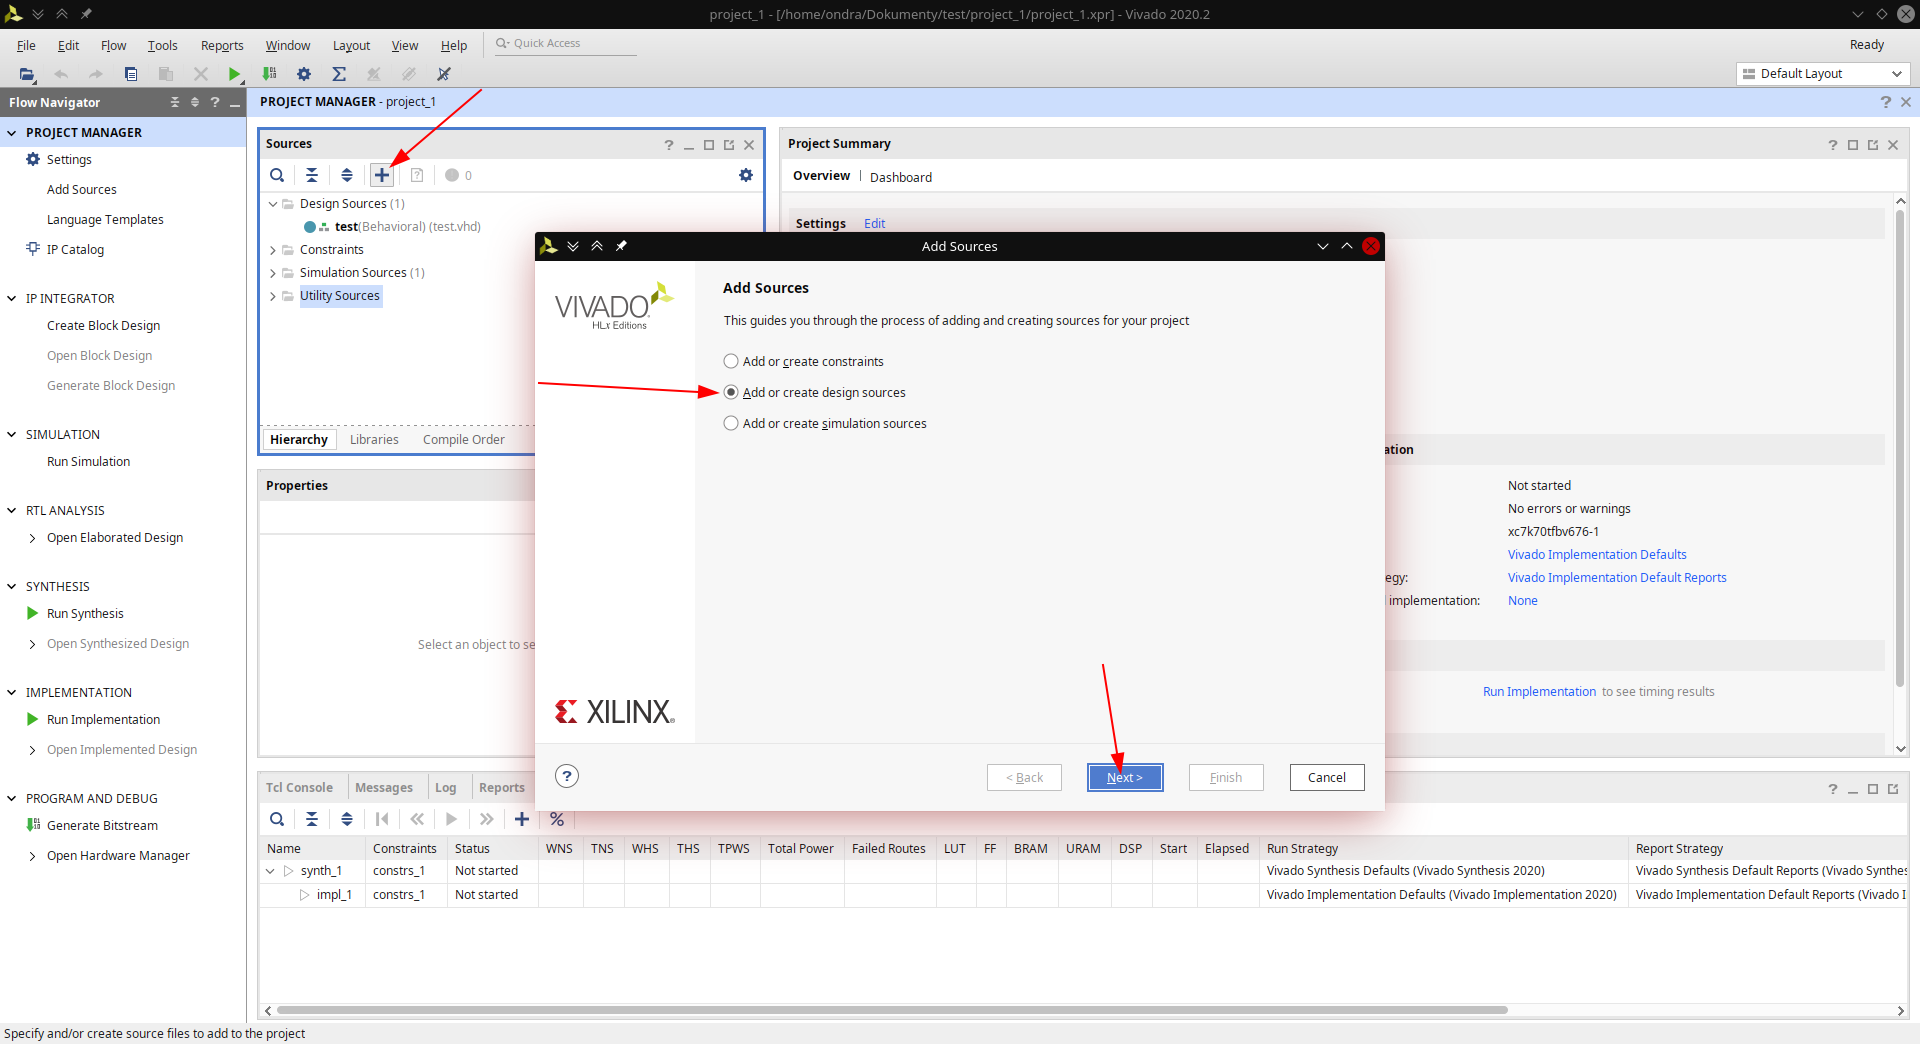 project_1 - [/home/ondra/Dokumenty/test/project_1/project_1.xpr] - Vivado 2020.2
File Edit Flow Tools Reports Window Layout View Help Quick Access Ready
Default Layout
Flow Navigator
PROJECT MANAGER
Settings
Add Sources
Language Templates
IP Catalog
IP INTEGRATOR
Create Block Design
Open Block Design
Generate Block Design
SIMULATION
Run Simulation
RTL ANALYSIS
Open Elaborated Design
SYNTHESIS
Run Synthesis
Open Synthesized Design
IMPLEMENTATION
Run Implementation
Open Implemented Design
PROGRAM AND DEBUG
Generate Bitstream
Open Hardware Manager
PROJECT MANAGER - project_1
Sources
0
Design Sources (1)
test(Behavioral) (test.vhd)
Constraints
Simulation Sources (1)
Utility Sources
Hierarchy Libraries Compile Order
Properties
Select an object to se
Project Summary
Overview | Dashboard
Settings Edit
ation
Not started
No errors or warnings
xc7k70tfbv676-1
Vivado Implementation Defaults
egy: Vivado Implementation Default Reports
implementation: None
Run Implementation to see timing results
Add Sources
VIVADO
HLx Editions
Add Sources
This guides you through the process of adding and creating sources for your project
Add or create constraints
Add or create design sources
Add or create simulation sources
XILINX
? < Back Next > Finish Cancel
Tcl Console Messages Log Reports
Name Constraints Status WNS TNS WHS THS TPWS Total Power Failed Routes LUT FF BRAM URAM DSP Start Elapsed Run Strategy Report Strategy
synth_1 constrs_1 Not started Vivado Synthesis Defaults (Vivado Synthesis 2020) Vivado Synthesis Default Reports (Vivado Synthes
impl_1 constrs_1 Not started Vivado Implementation Defaults (Vivado Implementation 2020) Vivado Implementation Default Reports (Vivado I
Specify and/or create source files to add to the project